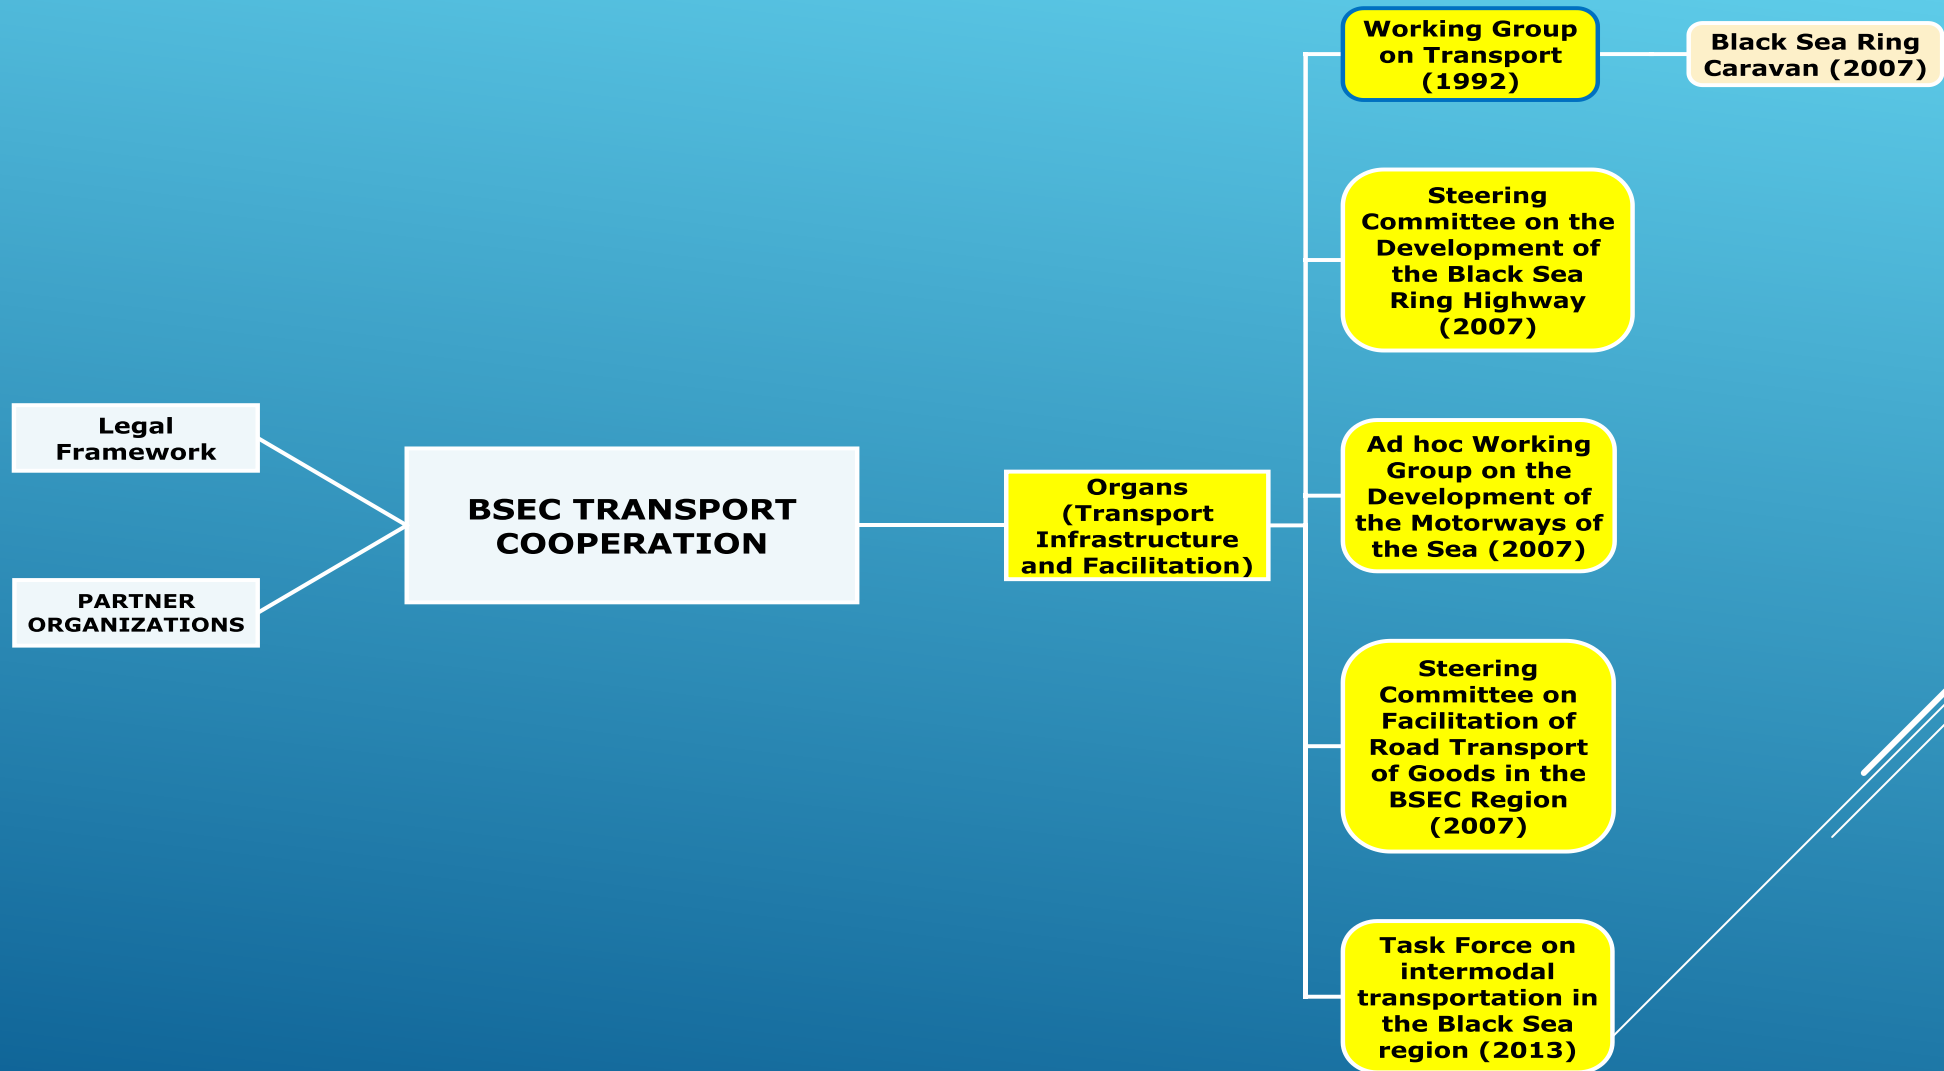 Legal
Framework
PARTNER
ORGANIZATIONS
BSEC TRANSPORT
COOPERATION
Organs
(Transport
Infrastructure
and Facilitation)
Working Group
on Transport
(1992)
Black Sea Ring
Caravan (2007)
Steering
Committee on the
Development of
the Black Sea
Ring Highway
(2007)
Ad hoc Working
Group on the
Development of
the Motorways of
the Sea (2007)
Steering
Committee on
Facilitation of
Road Transport
of Goods in the
BSEC Region
(2007)
Task Force on
intermodal
transportation in
the Black Sea
region (2013)